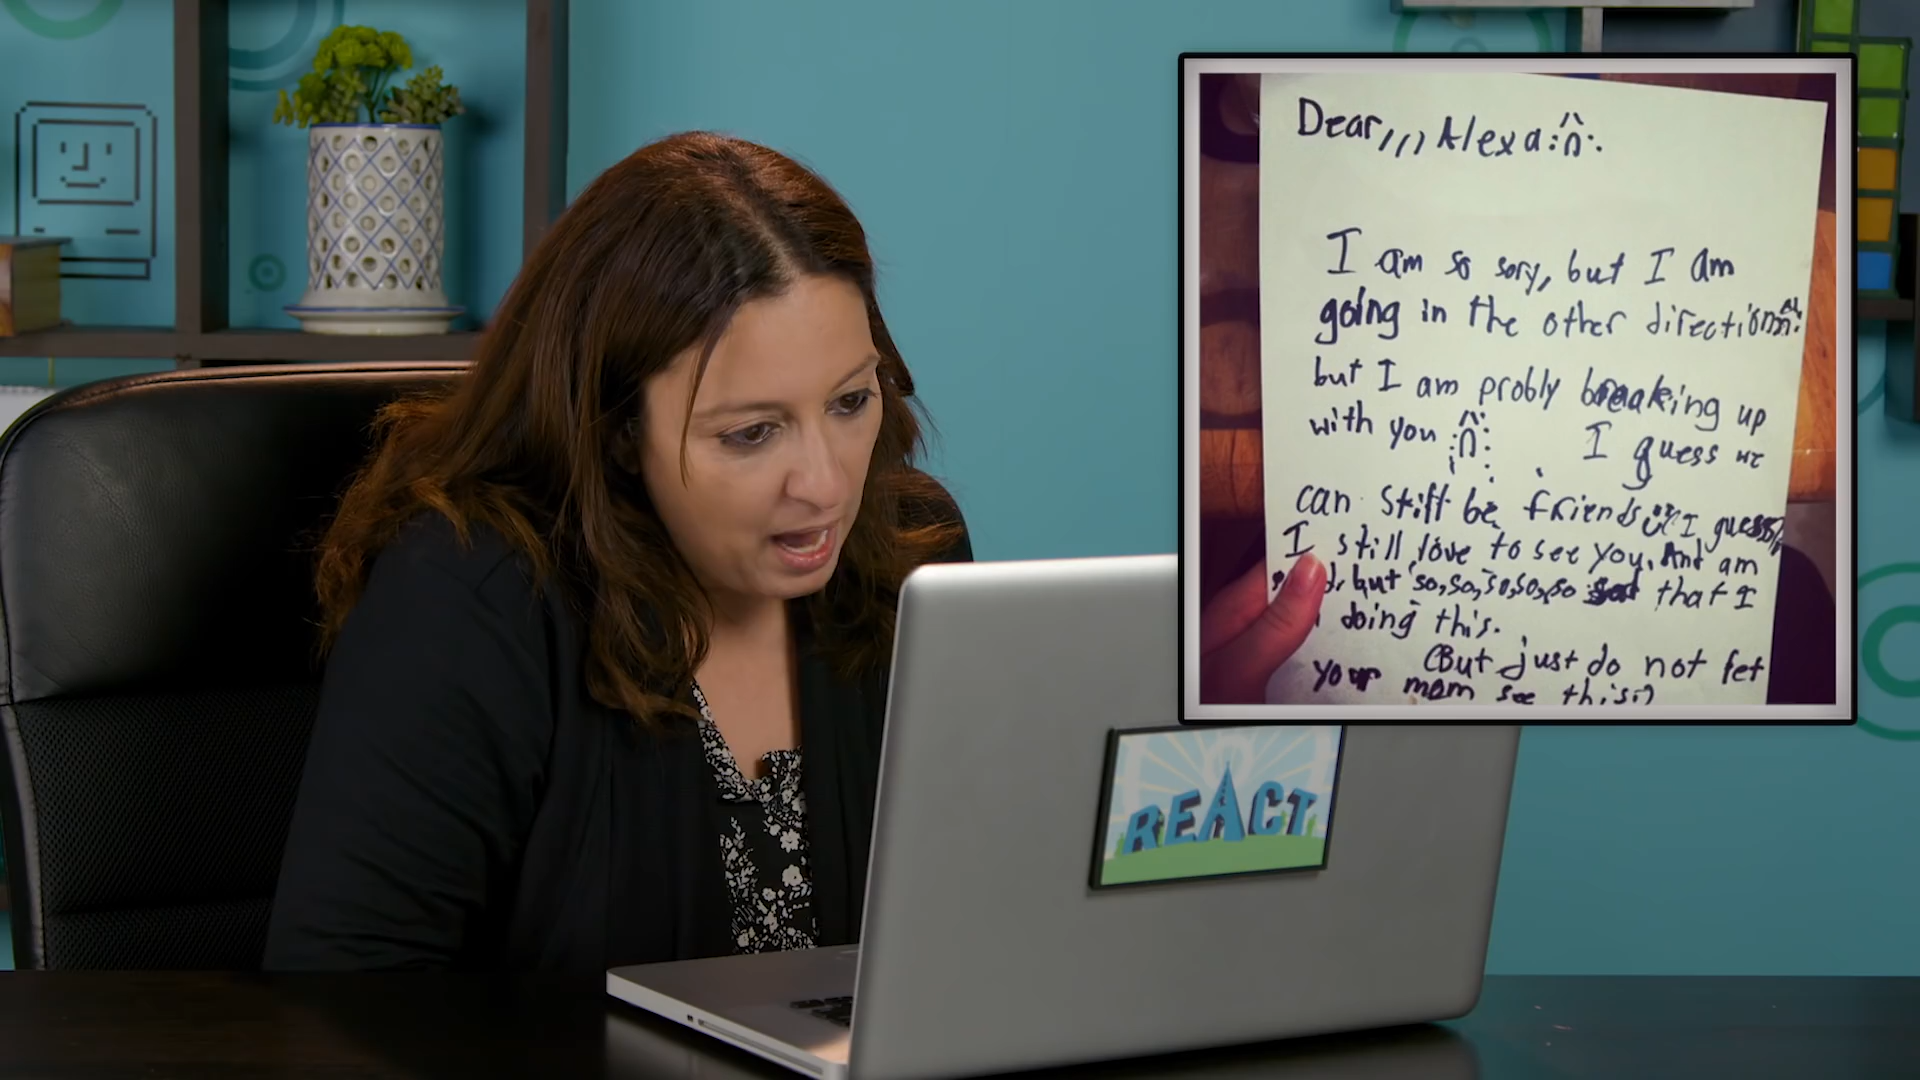 Dear,,,, Alexa
I am so sory, but I am
going in the other direction
but I am probly breaking up
with you
I guess we
can still be friends I guess
I still love to see you. And am
but so, so, so, so, so sad that I
doing this.
(But just do not let
your mom see this:)
REACT